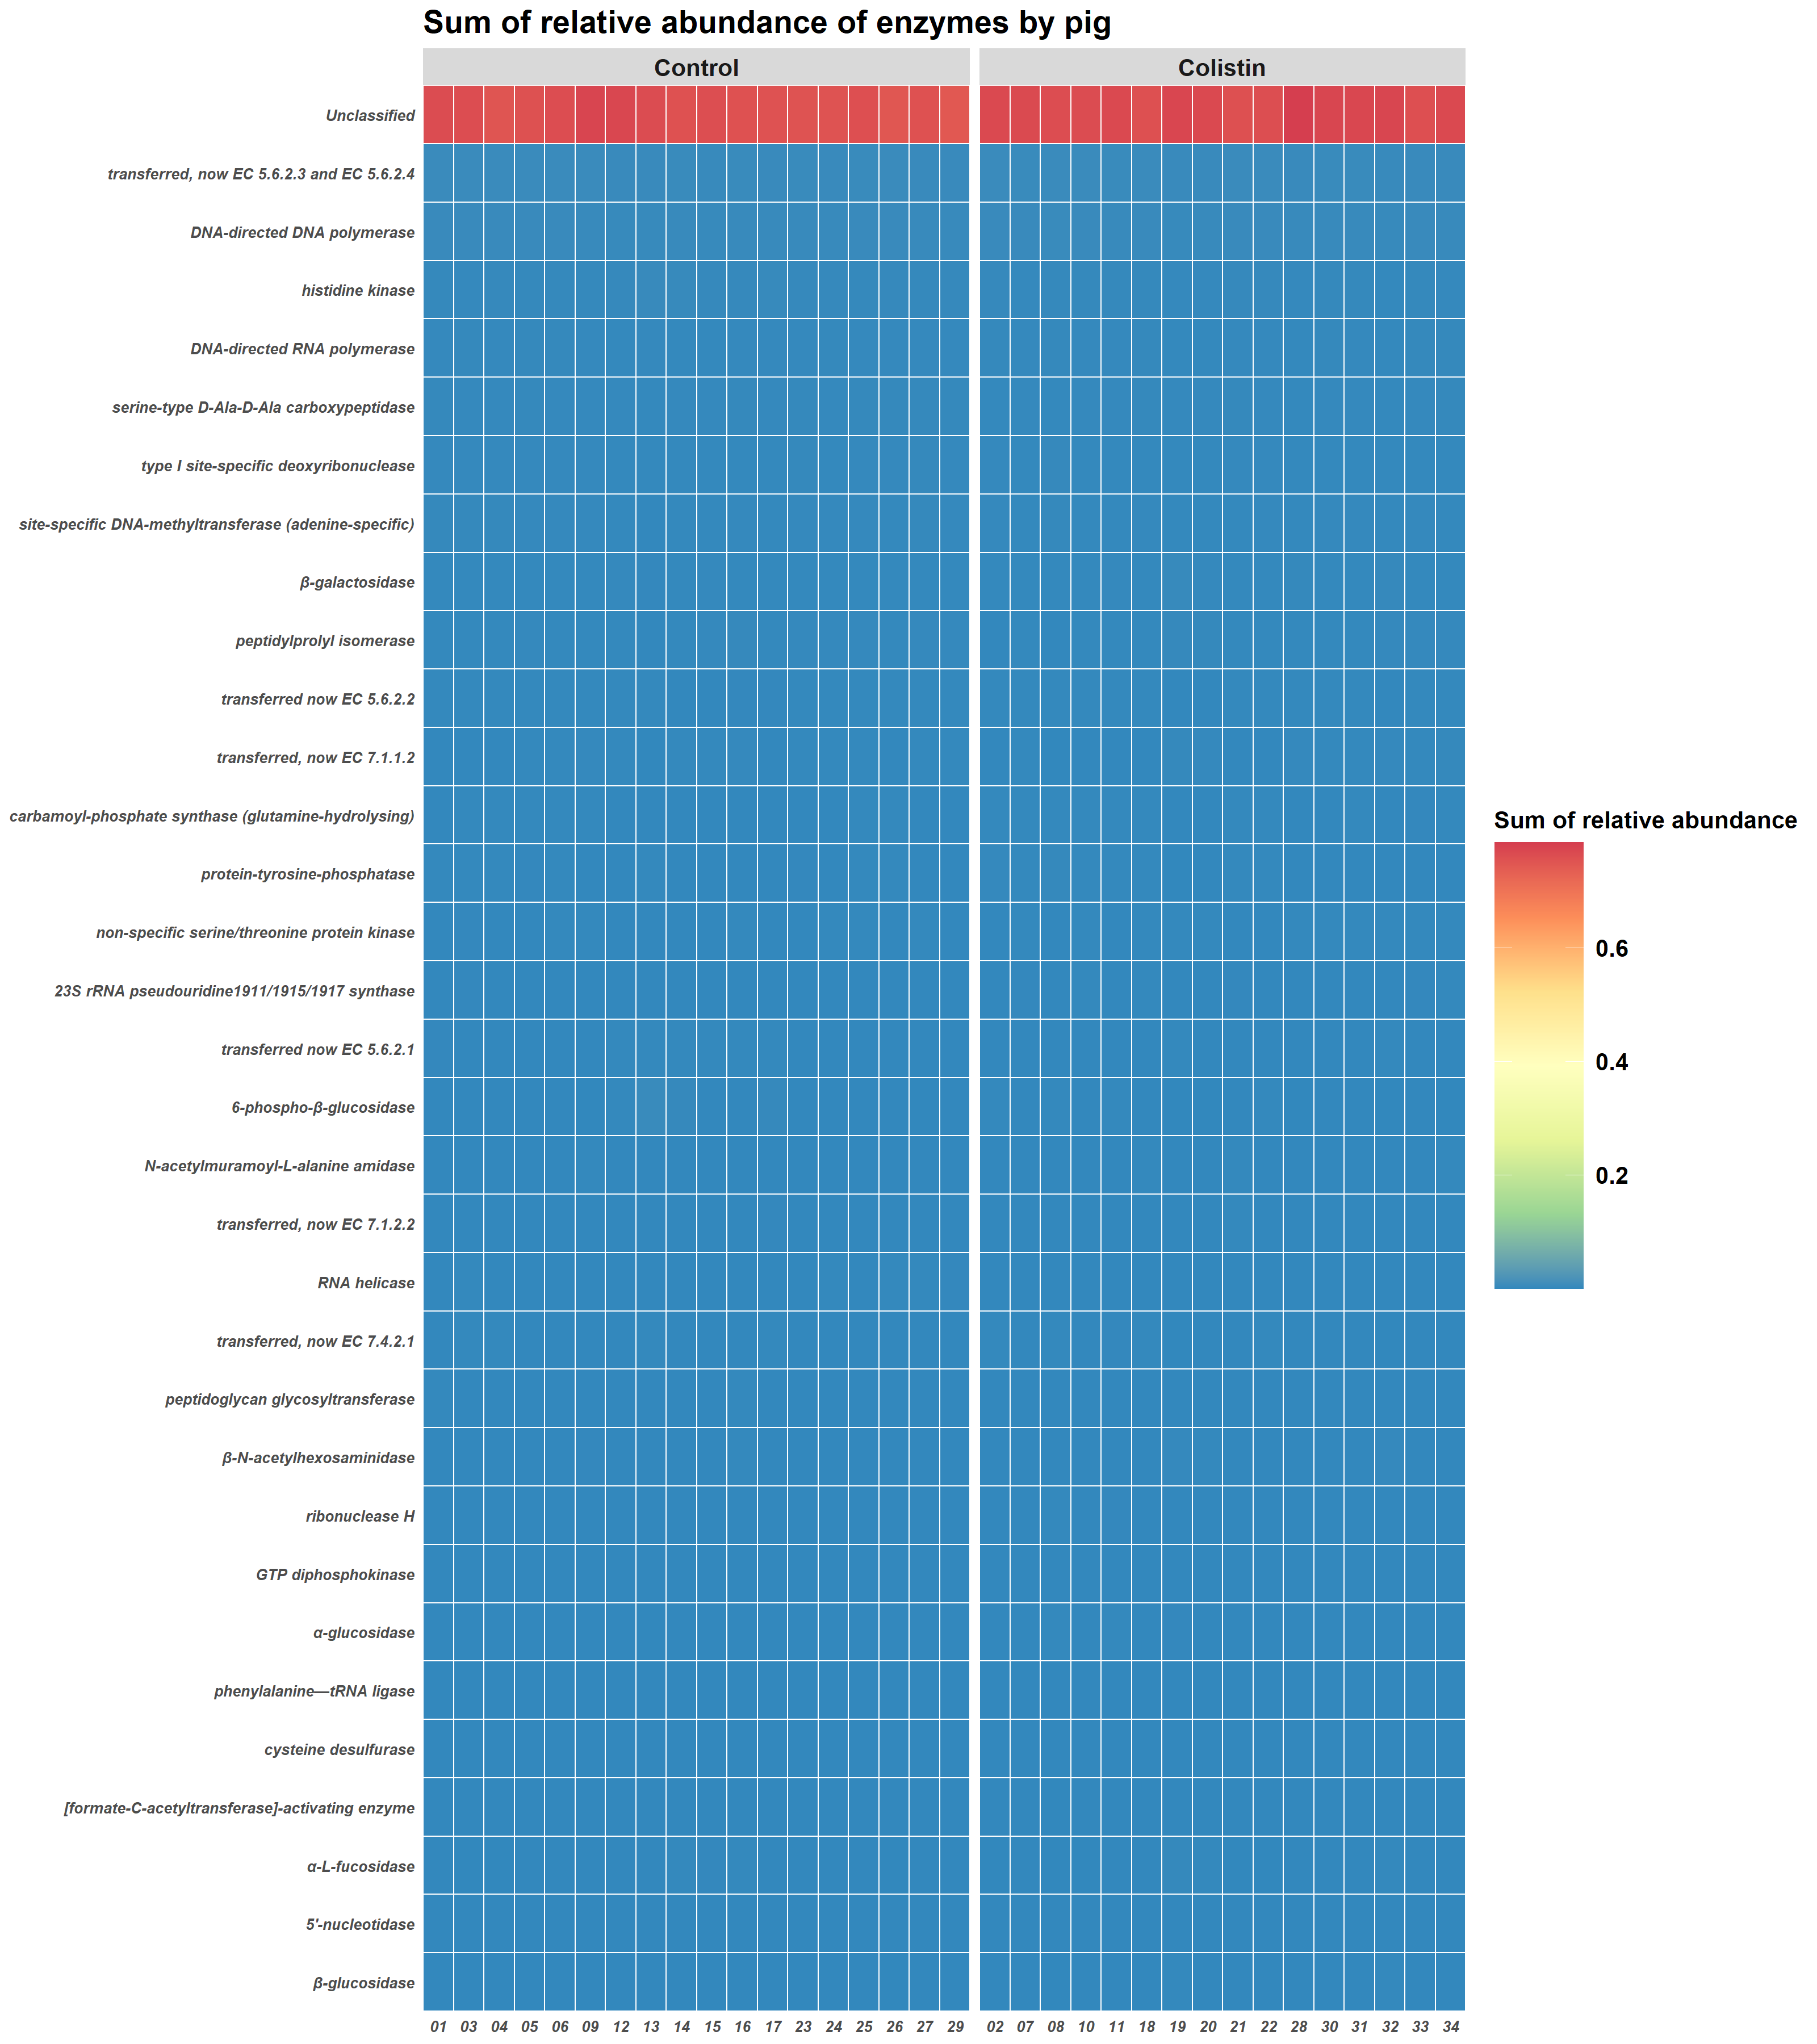 Sum of relative abundance of enzymes by pig
Control
Colistin
Unclassified
transferred, now EC 5.6.2.3 and EC 5.6.2.4
DNA-directed DNA polymerase
histidine kinase
DNA-directed RNA polymerase
serine-type D-Ala-D-Ala carboxypeptidase
type I site-specific deoxyribonuclease
site-specific DNA-methyltransferase (adenine-specific)
β-galactosidase
peptidylprolyl isomerase
transferred now EC 5.6.2.2
transferred, now EC 7.1.1.2
carbamoyl-phosphate synthase (glutamine-hydrolysing)
protein-tyrosine-phosphatase
non-specific serine/threonine protein kinase
23S rRNA pseudouridine1911/1915/1917 synthase
transferred now EC 5.6.2.1
6-phospho-β-glucosidase
N-acetylmuramoyl-L-alanine amidase
transferred, now EC 7.1.2.2
RNA helicase
transferred, now EC 7.4.2.1
peptidoglycan glycosyltransferase
β-N-acetylhexosaminidase
ribonuclease H
GTP diphosphokinase
α-glucosidase
phenylalanine—tRNA ligase
cysteine desulfurase
[formate-C-acetyltransferase]-activating enzyme
α-L-fucosidase
5'-nucleotidase
β-glucosidase
01 03 04 05 06 09 12 13 14 15 16 17 23 24 25 26 27 29
02 07 08 10 11 18 19 20 21 22 28 30 31 32 33 34
Sum of relative abundance
0.6
0.4
0.2